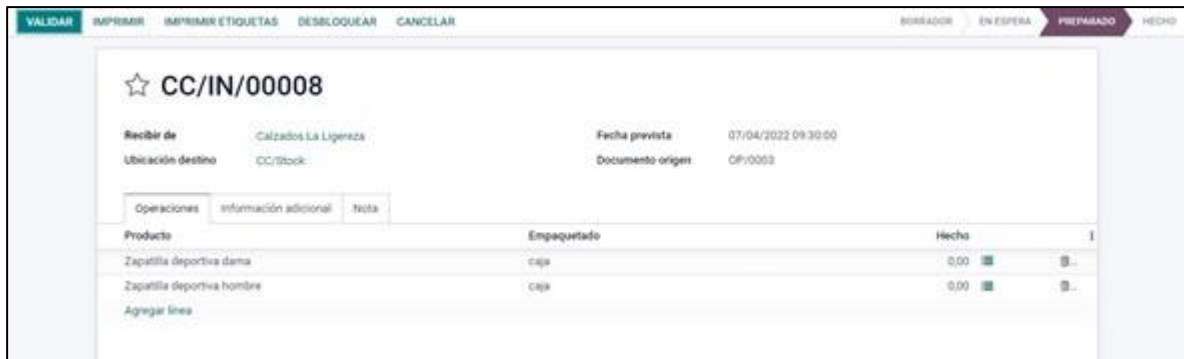 VALIDAR IMPRIMIR IMPRIMIR ETIQUETAS DESBLOQUEAR CANCELAR BORRADOR EN ESPERA PREPARADO HECHO
CC/IN/00008
Recibir de Calzados La Ligereza Fecha prevista 07/04/2022 09:30:00
Ubicación destino CC/Stock Documento origen OP/0003
Operaciones Información adicional Nota
Producto Empaquetado Hecho
Zapatilla deportiva dama caja 0,00
Zapatilla deportiva hombre caja 0,00
Agregar línea